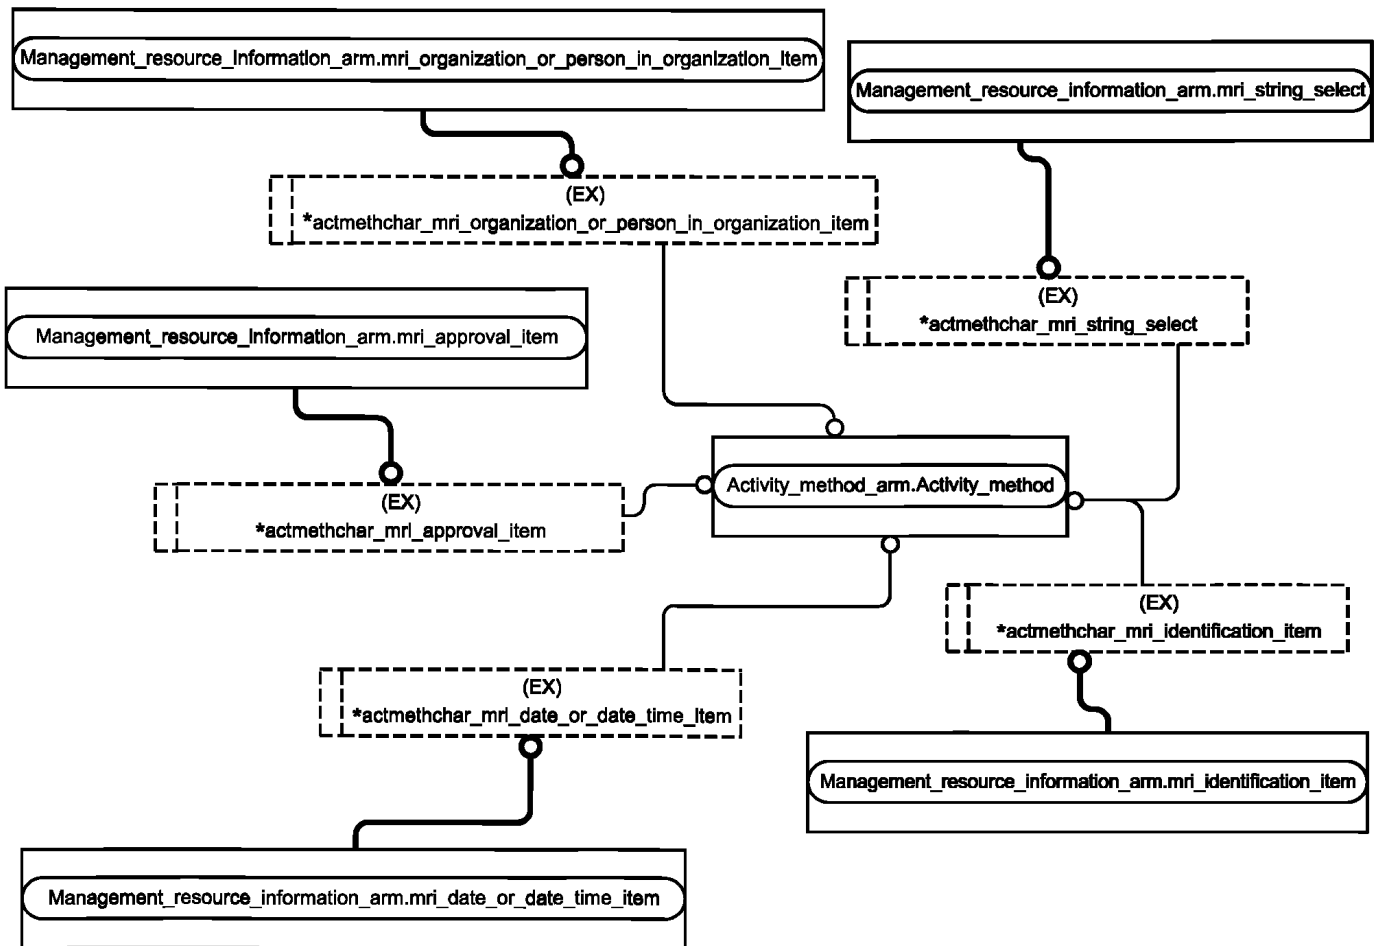 Management_resource_information_arm.mri_organization_or_person_in_organization_item
Management_resource_information_arm.mri_string_select
(EX)
*actmethchar_mri_organization_or_person_in_organization_item
(EX)
*actmethchar_mri_string_select
Management_resource_information_arm.mri_approval_item
Activity_method_arm.Activity_method
(EX)
*actmethchar_mri_approval_item
(EX)
*actmethchar_mri_identification_item
(EX)
*actmethchar_mri_date_or_date_time_item
Management_resource_information_arm.mri_identification_item
Management_resource_information_arm.mri_date_or_date_time_item